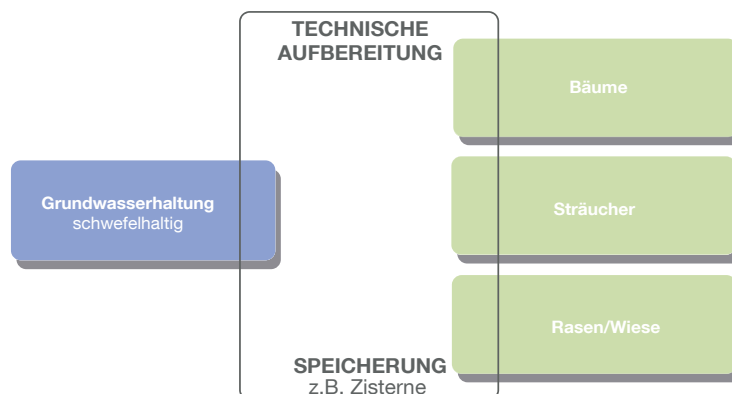 TECHNISCHE
AUFBEREITUNG
Bäume
Grundwasserhaltung
schwefelhaltig
Sträucher
Rasen/Wiese
SPEICHERUNG
z.B. Zisterne